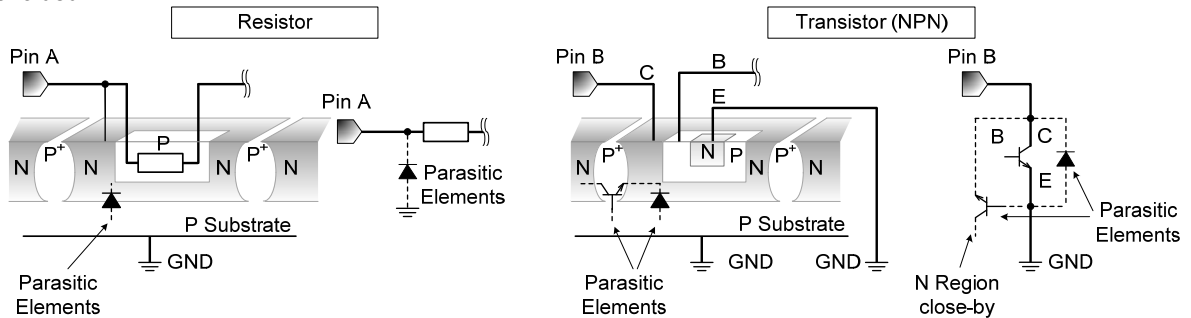 Resistor
Transistor (NPN)
Pin A
Pin A
Pin B
C
B
E
Pin B
N
P+
N
P
P+
N
N
P+
N
N
P
P+
N
B
C
E
Parasitic
Elements
P Substrate
P Substrate
Parasitic
Elements
GND
GND
GND
GND
Parasitic
Elements
Parasitic
Elements
N Region
close-by